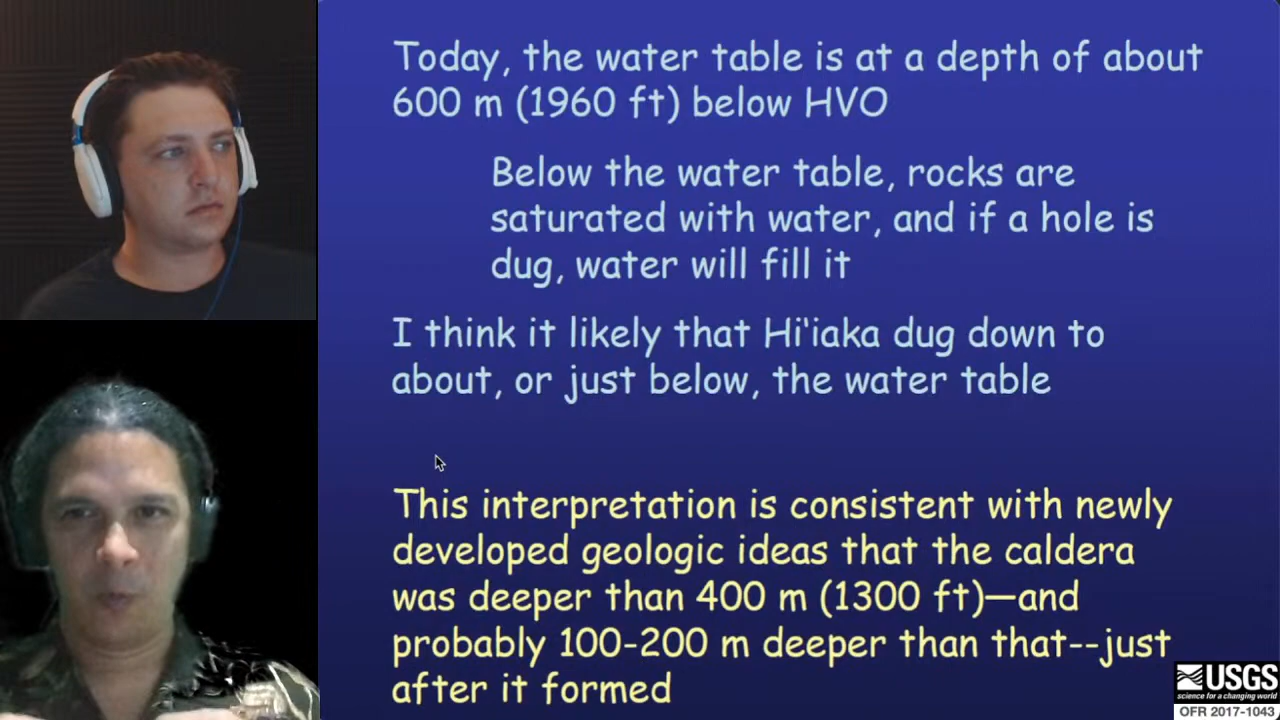 Today, the water table is at a depth of about
600 m (1960 ft) below HVO
Below the water table, rocks are
saturated with water, and if a hole is
dug, water will fill it
I think it likely that Hi‘iaka dug down to
about, or just below, the water table
This interpretation is consistent with newly
developed geologic ideas that the caldera
was deeper than 400 m (1300 ft)—and
probably 100-200 m deeper than that--just
after it formed
USGS
science for a changing world
OFR 2017-1043